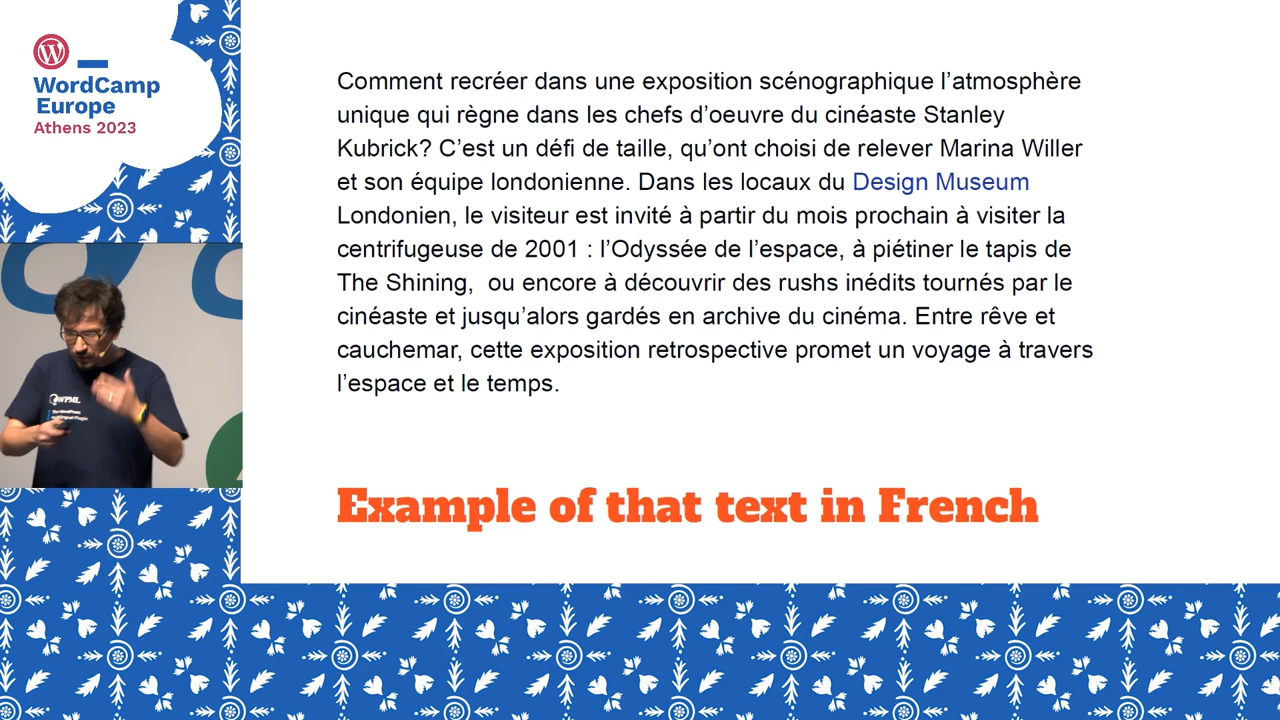 WordCamp
Europe
Athens 2023
Comment recréer dans une exposition scénographique l’atmosphère
unique qui règne dans les chefs d’oeuvre du cinéaste Stanley
Kubrick? C’est un défi de taille, qu’ont choisi de relever Marina Willer
et son équipe londonienne. Dans les locaux du Design Museum
Londonien, le visiteur est invité à partir du mois prochain à visiter la
centrifugeuse de 2001 : l’Odyssée de l’espace, à piétiner le tapis de
The Shining,  ou encore à découvrir des rushs inédits tournés par le
cinéaste et jusqu’alors gardés en archive du cinéma. Entre rêve et
cauchemar, cette exposition retrospective promet un voyage à travers
l’espace et le temps.
WPML
The WordPress
Plugin
Example of that text in French